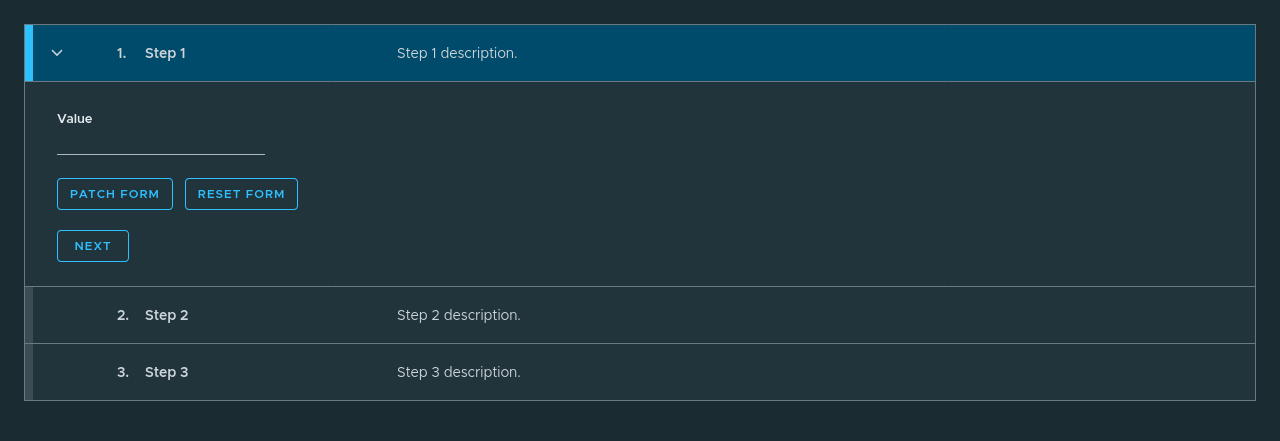 1. Step 1 Step 1 description.
Value
PATCH FORM RESET FORM
NEXT
2. Step 2 Step 2 description.
3. Step 3 Step 3 description.